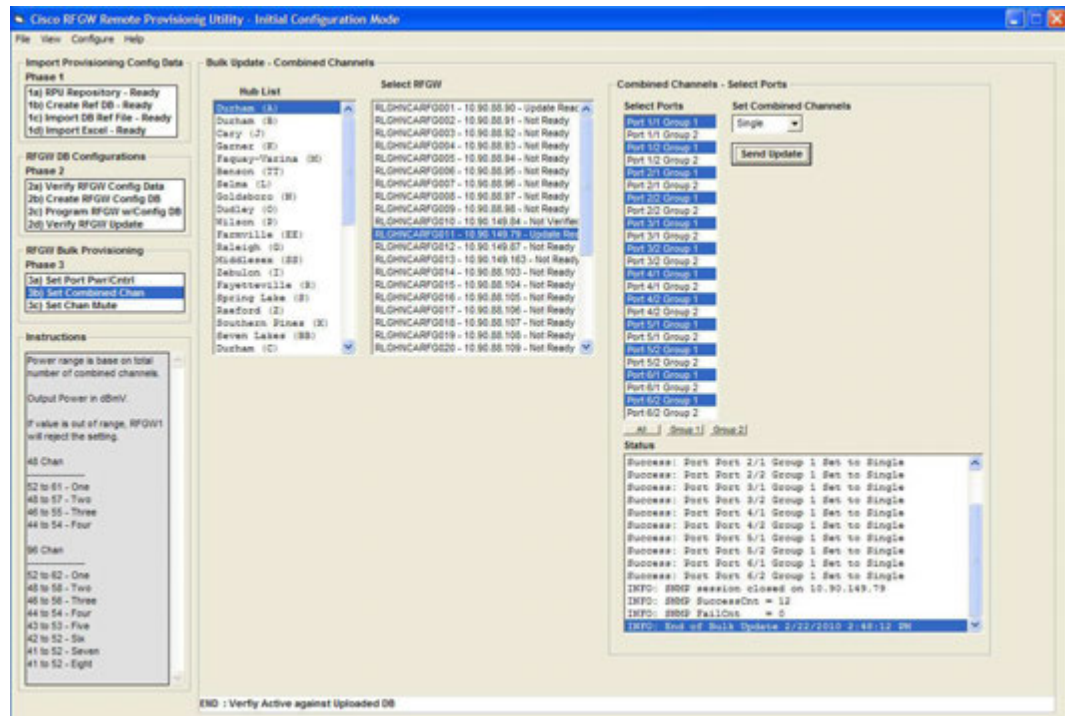 Cisco RFGW Remote Provisionig Utility - Initial Configuration Mode
File View Configure Help
Import Provisioning Config Data
Phase 1
1a) RPU Repository - Ready
1b) Create Ref DB - Ready
1c) Import DB Ref File - Ready
1d) Import Excel - Ready
RFGW DB Configurations
Phase 2
2a) Verify RFGW Config Data
2b) Create RFGW Config DB
2c) Program RFGW w/Config DB
2d) Verify RFGW Update
RFGW Bulk Provisioning
Phase 3
3a) Set Port Pwr/Cntrl
3b) Set Combined Chan
3c) Set Chan Mute
Instructions
Power range is base on total
number of combined channels.
Output Power in dBmV.
If value is out of range, RFGW1
will reject the setting.
48 Chan
52 to 61 - One
48 to 57 - Two
46 to 55 - Three
44 to 54 - Four
96 Chan
52 to 62 - One
48 to 58 - Two
46 to 56 - Three
44 to 54 - Four
43 to 53 - Five
42 to 52 - Six
41 to 52 - Seven
41 to 52 - Eight
Bulk Update - Combined Channels
Hub List
Durham (A)
Durham (B)
Cary (J)
Garner (K)
Fuquay-Varina (M)
Benson (TT)
Selma (L)
Goldsboro (N)
Dudley (O)
Wilson (P)
Farmville (EE)
Raleigh (G)
Middlesex (SS)
Zebulon (I)
Fayetteville (R)
Spring Lake (S)
Raeford (Z)
Southern Pines (X)
Seven Lakes (BB)
Durham (C)
Select RFGW
RLGHNCARFG001 - 10.90.88.90 - Update Read
RLGHNCARFG002 - 10.90.88.91 - Not Ready
RLGHNCARFG003 - 10.90.88.92 - Not Ready
RLGHNCARFG004 - 10.90.88.93 - Not Ready
RLGHNCARFG005 - 10.90.88.94 - Not Ready
RLGHNCARFG006 - 10.90.88.95 - Not Ready
RLGHNCARFG007 - 10.90.88.96 - Not Ready
RLGHNCARFG008 - 10.90.88.97 - Not Ready
RLGHNCARFG009 - 10.90.88.98 - Not Ready
RLGHNCARFG010 - 10.90.149.84 - Not Verified
RLGHNCARFG011 - 10.90.149.79 - Update Rea
RLGHNCARFG012 - 10.90.149.87 - Not Ready
RLGHNCARFG013 - 10.90.149.163 - Not Ready
RLGHNCARFG014 - 10.90.88.103 - Not Ready
RLGHNCARFG015 - 10.90.88.104 - Not Ready
RLGHNCARFG016 - 10.90.88.105 - Not Ready
RLGHNCARFG017 - 10.90.88.106 - Not Ready
RLGHNCARFG018 - 10.90.88.107 - Not Ready
RLGHNCARFG019 - 10.90.88.108 - Not Ready
RLGHNCARFG020 - 10.90.88.109 - Not Ready
Combined Channels - Select Ports
Select Ports
Port 1/1 Group 1
Port 1/1 Group 2
Port 1/2 Group 1
Port 1/2 Group 2
Port 2/1 Group 1
Port 2/1 Group 2
Port 2/2 Group 1
Port 2/2 Group 2
Port 3/1 Group 1
Port 3/1 Group 2
Port 3/2 Group 1
Port 3/2 Group 2
Port 4/1 Group 1
Port 4/1 Group 2
Port 4/2 Group 1
Port 4/2 Group 2
Port 5/1 Group 1
Port 5/1 Group 2
Port 5/2 Group 1
Port 5/2 Group 2
Port 6/1 Group 1
Port 6/1 Group 2
Port 6/2 Group 1
Port 6/2 Group 2
All Group 1 Group 2
Set Combined Channels
Single
Send Update
Status
Success: Port Port 2/1 Group 1 Set to Single
Success: Port Port 2/2 Group 1 Set to Single
Success: Port Port 3/1 Group 1 Set to Single
Success: Port Port 3/2 Group 1 Set to Single
Success: Port Port 4/1 Group 1 Set to Single
Success: Port Port 4/2 Group 1 Set to Single
Success: Port Port 5/1 Group 1 Set to Single
Success: Port Port 5/2 Group 1 Set to Single
Success: Port Port 6/1 Group 1 Set to Single
Success: Port Port 6/2 Group 1 Set to Single
INFO: SNMP session closed on 10.90.149.79
INFO: SNMP SuccessCnt = 12
INFO: SNMP FailCnt = 0
INFO: End of Bulk Update 2/22/2010 2:48:12 PM
END : Verfiy Active against Uploaded DB